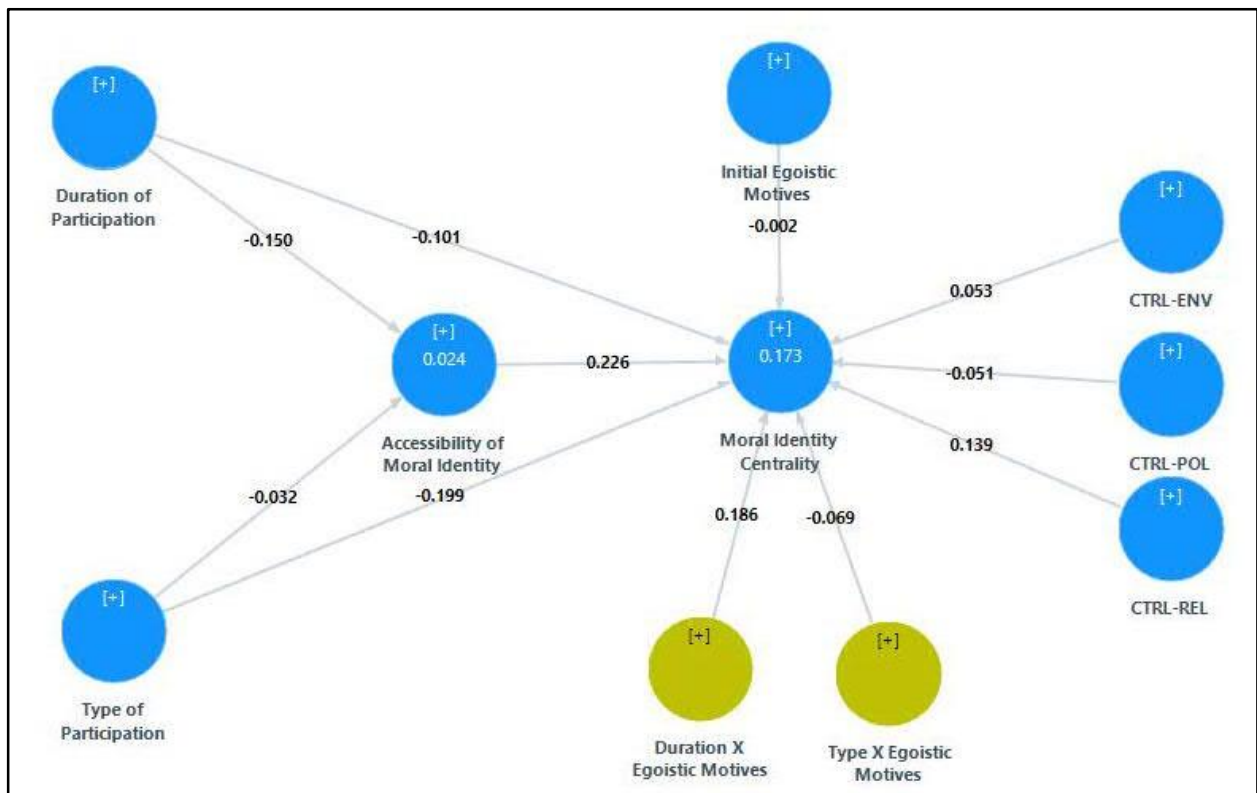 [+]
Duration of
Participation
[+]
Initial Egoistic
Motives
-0.002
[+]
CTRL-ENV
-0.150
-0.101
0.053
[+]
0.024
Accessibility of
Moral Identity
0.226
[+]
0.173
Moral Identity
Centrality
-0.051
[+]
CTRL-POL
0.139
[+]
CTRL-REL
-0.032
-0.199
0.186
-0.069
[+]
Type of
Participation
[+]
Duration X
Egoistic Motives
[+]
Type X Egoistic
Motives